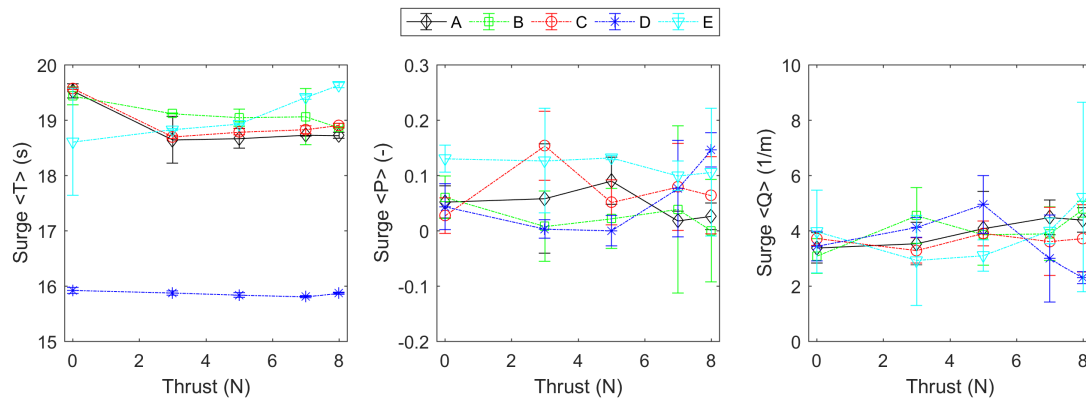 A B C D E
20
19
18
17
16
15
0 2 4 6 8
Thrust (N)
Surge <T> (s)
0.3
0.2
0.1
0
-0.1
-0.2
0 2 4 6 8
Thrust (N)
Surge <P> (-)
10
8
6
4
2
0
0 2 4 6 8
Thrust (N)
Surge <Q> (1/m)